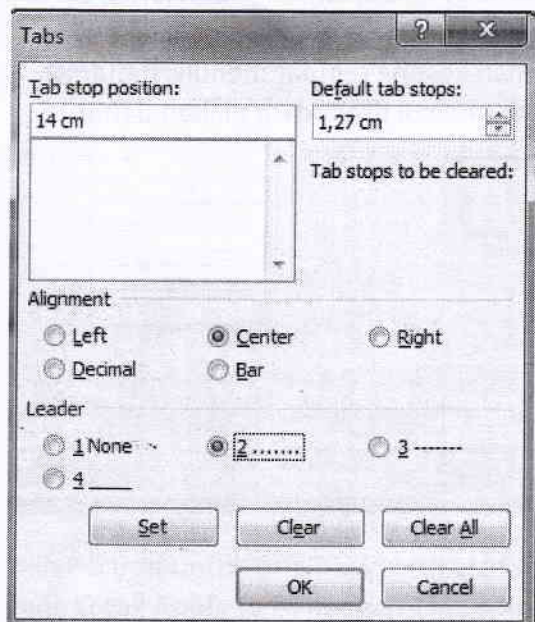 Tabs ?
Tab stop position: Default tab stops:
14 cm 1,27 cm
Tab stops to be cleared:
Alignment
Left Center Right
Decimal Bar
Leader
1 None 2 ....... 3 -------
4 ____
Set Clear Clear All
OK Cancel